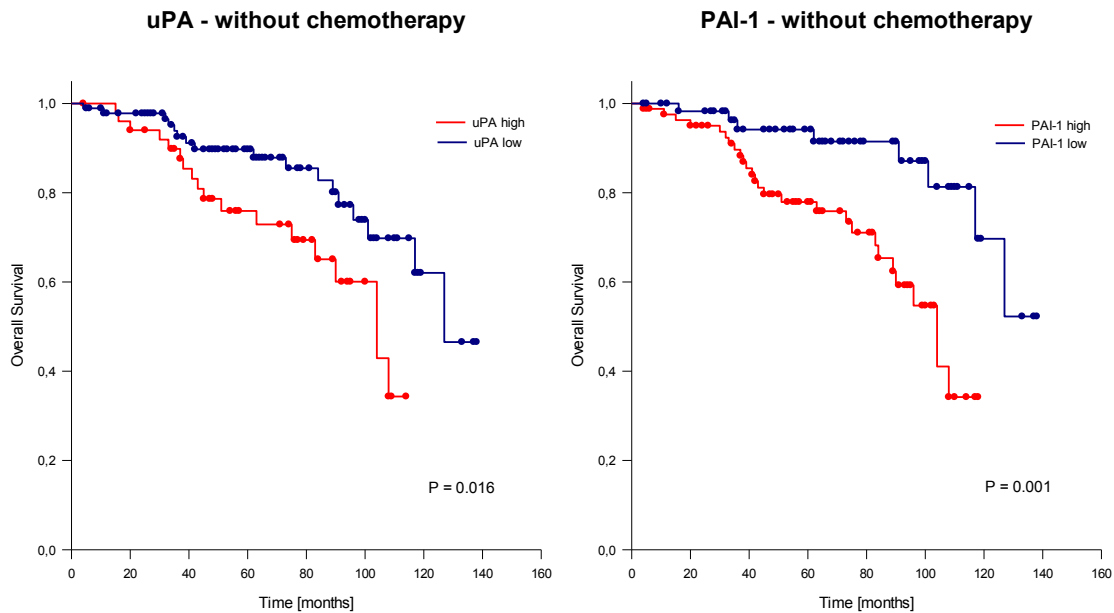 uPA - without chemotherapy
1,0
0,8
0,6
0,4
0,2
0,0
Overall Survival
uPA high
uPA low
P = 0.016
0 20 40 60 80 100 120 140 160
Time [months]
PAI-1 - without chemotherapy
1,0
0,8
0,6
0,4
0,2
0,0
Overall Survival
PAI-1 high
PAI-1 low
P = 0.001
0 20 40 60 80 100 120 140 160
Time [months]